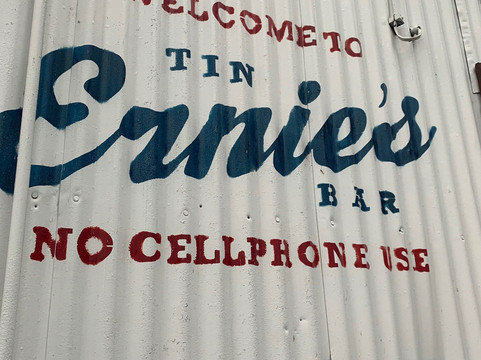 WELCOME TO
TIN
Ernie's
BAR
NO CELLPHONE USE